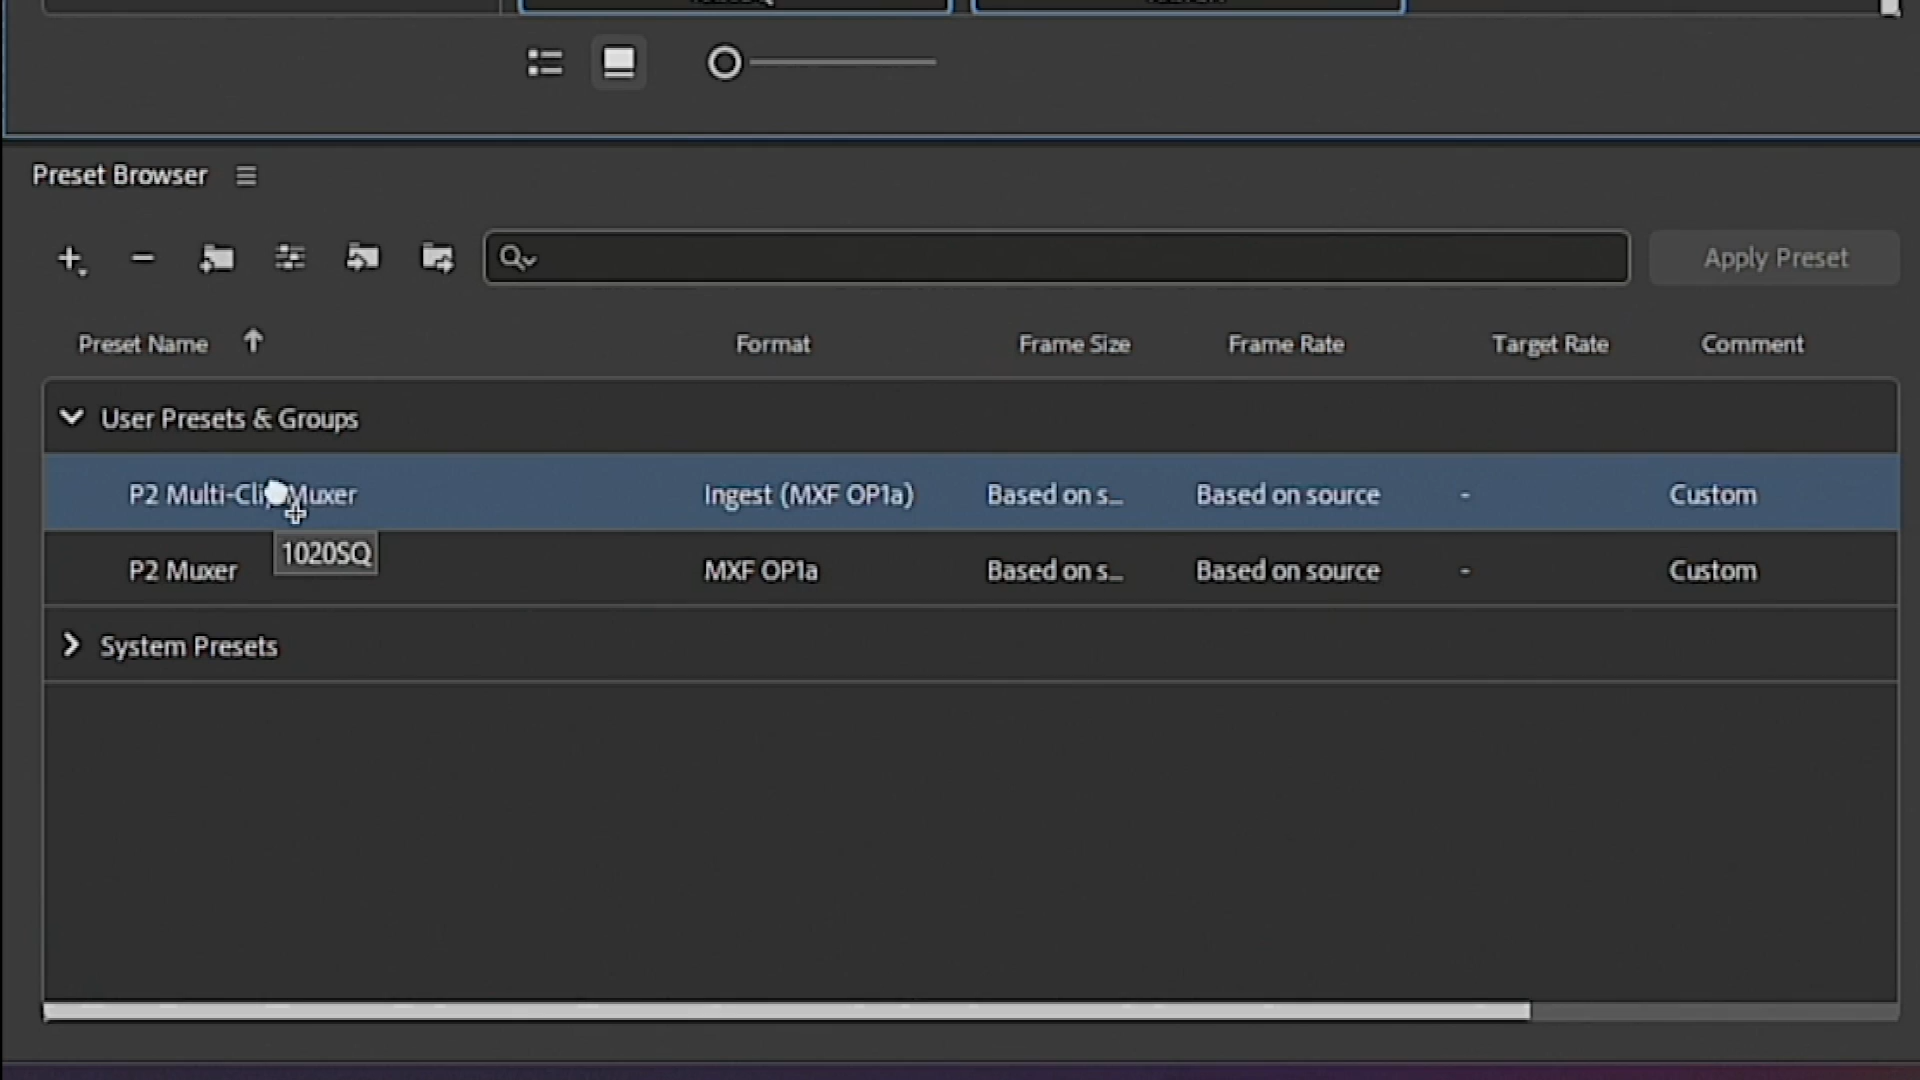 Preset Browser
Apply Preset
Preset Name Format Frame Size Frame Rate Target Rate Comment
User Presets & Groups
P2 Multi-Clip Muxer Ingest (MXF OP1a) Based on s... Based on source - Custom
1020SQ
P2 Muxer MXF OP1a Based on s... Based on source - Custom
System Presets